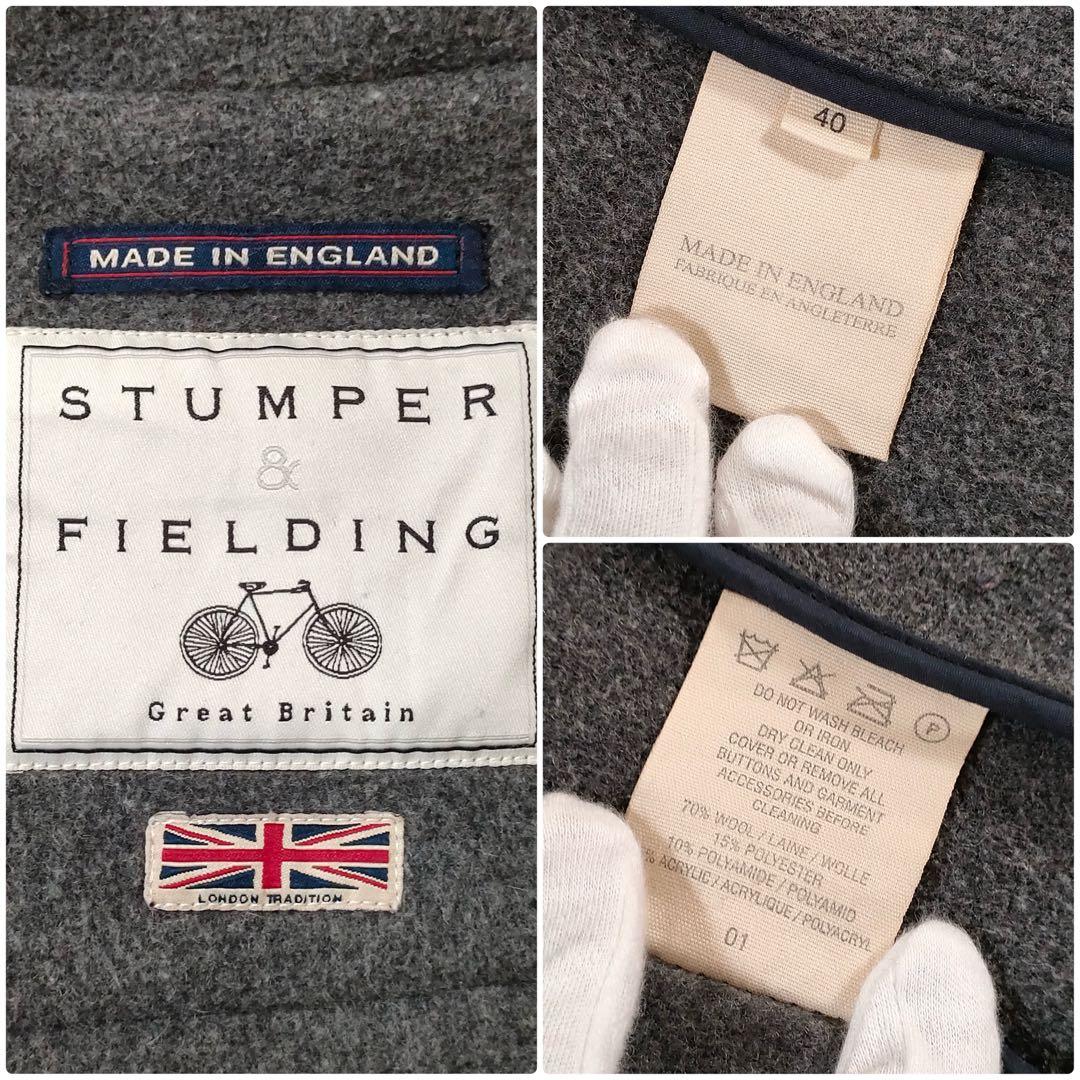 MADE IN ENGLAND
STUMPER
&
FIELDING
Great Britain
LONDON TRADITION
40
MADE IN ENGLAND
FABRIQUE EN ANGLETERRE
P
DO NOT WASH BLEACH
OR IRON
DRY CLEAN ONLY
COVER OR REMOVE ALL
BUTTONS AND GARMENT
ACCESSORIES BEFORE
CLEANING
70% WOOL / LAINE / WOLLE
15% POLYESTER
10% POLYAMIDE / POLYAMID
% ACRYLIC / ACRYLIQUE / POLYACRYL
01